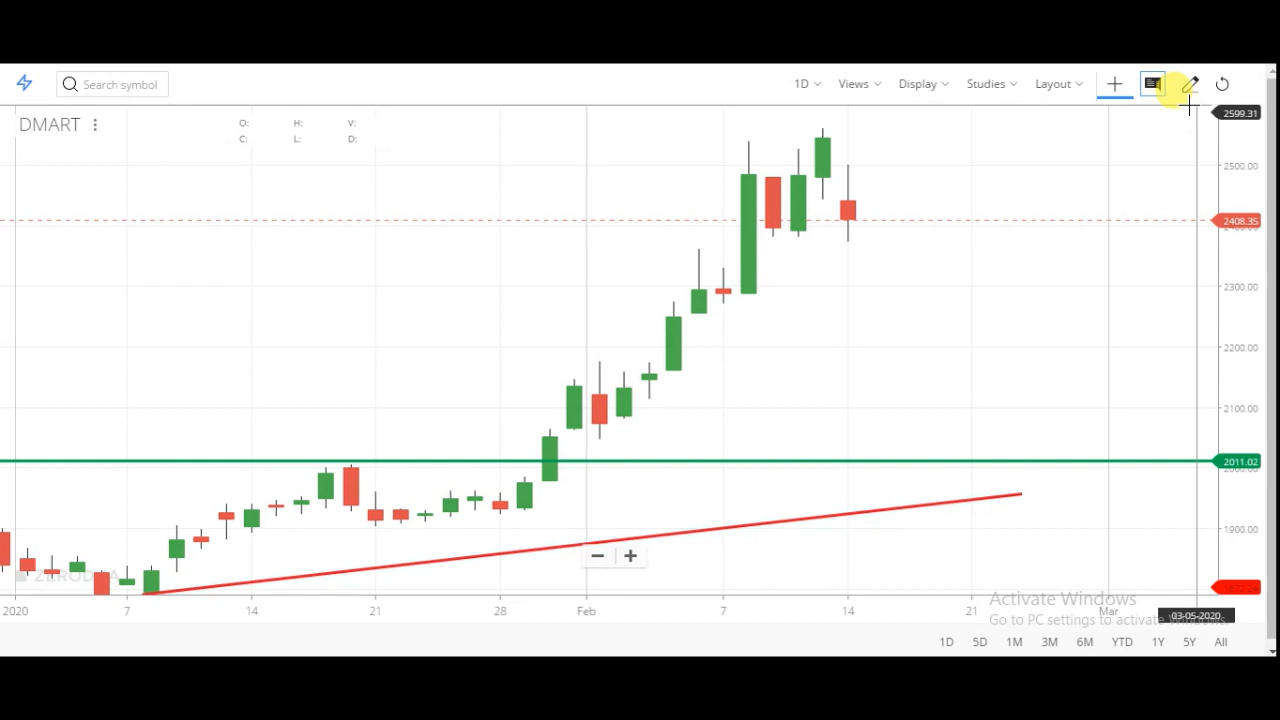 Search symbol
1D Views Display Studies Layout
DMART
O: H: V:
C: L: D:
2599.31
2500.00
2408.35
2300.00
2200.00
2100.00
2011.02
1900.00
2020 7 14 21 28 Feb 7 14 21 Mar
03-05-2020
Activate Windows
Go to PC settings to activate Windows.
1D 5D 1M 3M 6M YTD 1Y 5Y All